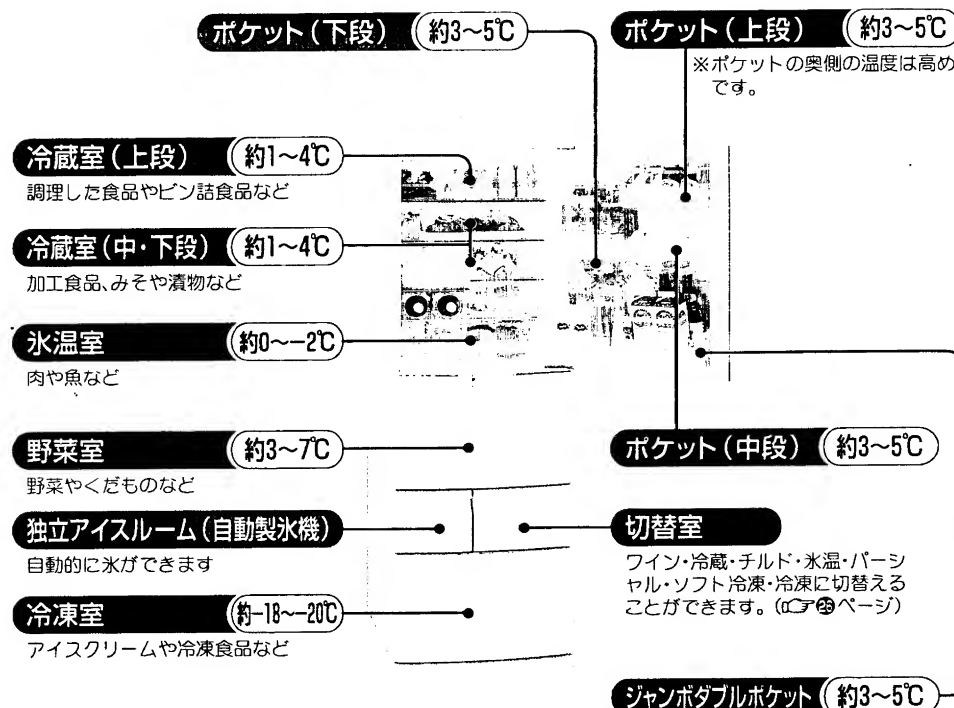 ポケット（下段） 約3～5℃
ポケット（上段） 約3～5℃
※ポケットの奥側の温度は高め
です。
冷蔵室（上段） 約1～4℃
調理した食品やビン詰食品など
冷蔵室（中・下段） 約1～4℃
加工食品、みそや漬物など
氷温室 約0～−2℃
肉や魚など
野菜室 約3～7℃
野菜やくだものなど
独立アイスルーム（自動製氷機）
自動的に氷ができます
冷凍室 約−18～−20℃
アイスクリームや冷凍食品など
ポケット（中段） 約3～5℃
切替室
ワイン・冷蔵・チルド・氷温・パーシ
ャル・ソフト冷凍・冷凍に切替える
ことができます。（ページ）
ジャンボダブルポケット 約3～5℃